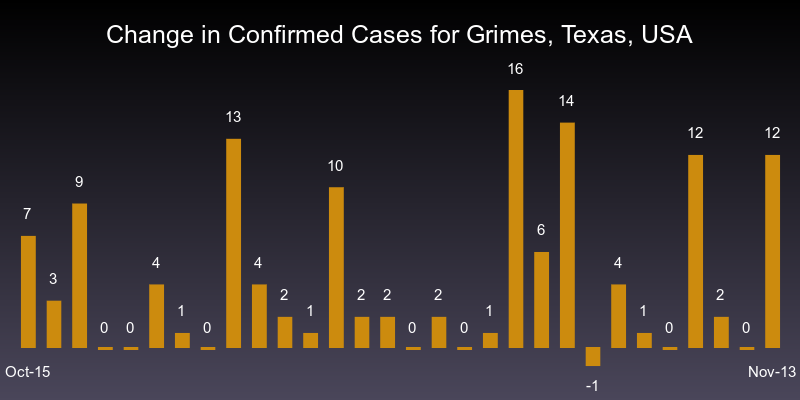 Change in Confirmed Cases for Grimes, Texas, USA
7 3 9 0 0 4 1 0 13 4 2 1 10 2 2 0 2 0 1 16 6 14 -1 4 1 0 12 2 0 12
Oct-15 Nov-13